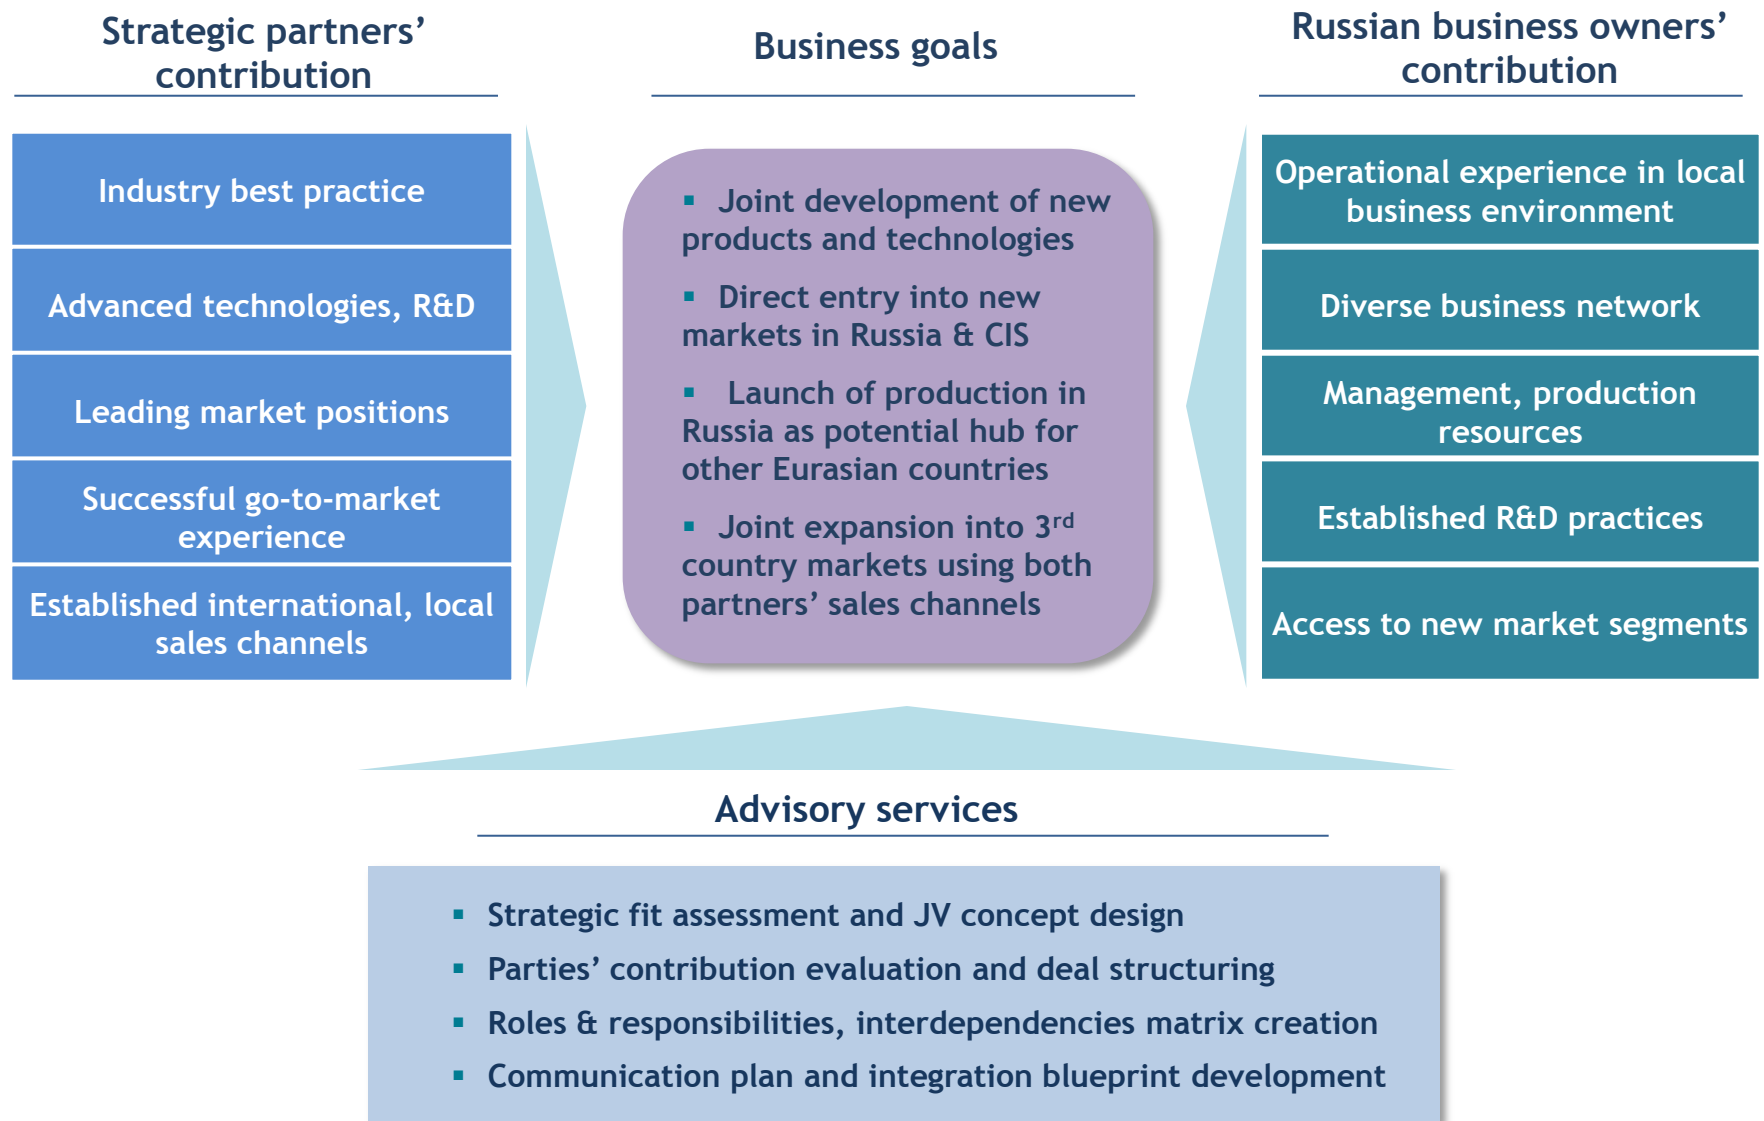 Strategic partners’
contribution
Industry best practice
Advanced technologies, R&D
Leading market positions
Successful go-to-market
experience
Established international, local
sales channels
Business goals
▪ Joint development of new
products and technologies
▪ Direct entry into new
markets in Russia & CIS
▪ Launch of production in
Russia as potential hub for
other Eurasian countries
▪ Joint expansion into 3rd
country markets using both
partners’ sales channels
Russian business owners’
contribution
Operational experience in local
business environment
Diverse business network
Management, production
resources
Established R&D practices
Access to new market segments
Advisory services
▪ Strategic fit assessment and JV concept design
▪ Parties’ contribution evaluation and deal structuring
▪ Roles & responsibilities, interdependencies matrix creation
▪ Communication plan and integration blueprint development